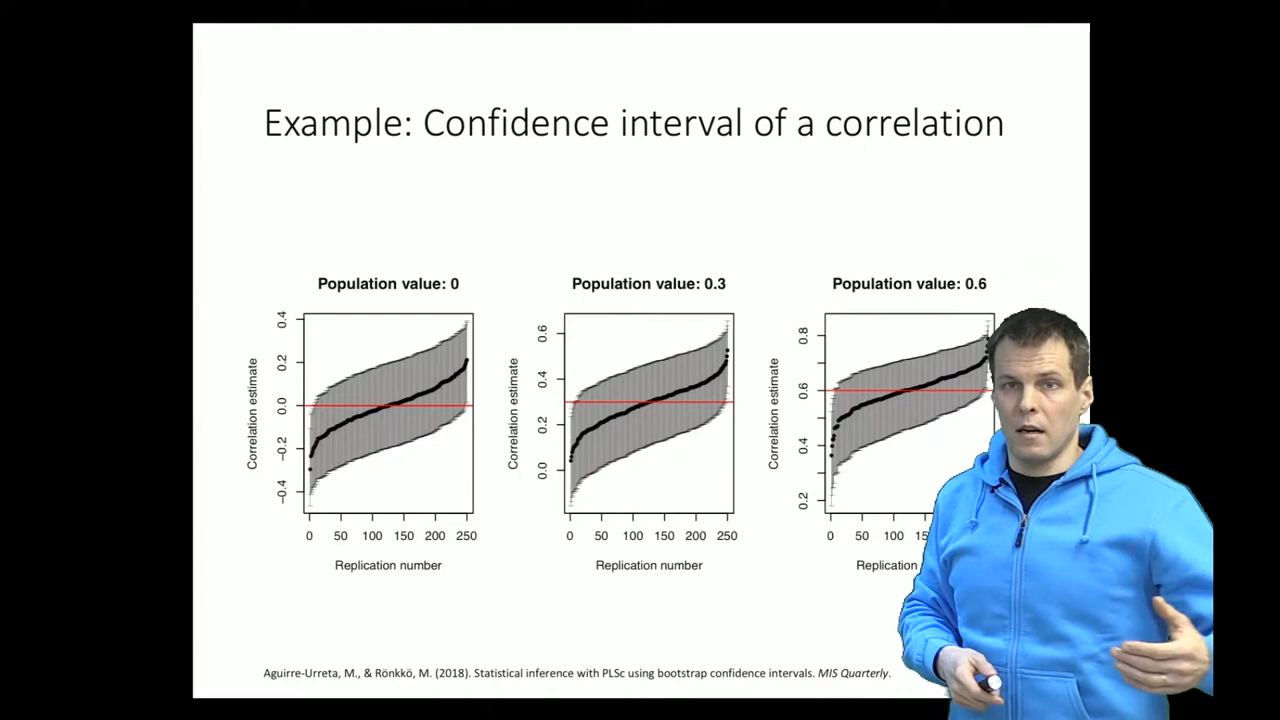 Example: Confidence interval of a correlation
Population value: 0
Population value: 0.3
Population value: 0.6
Correlation estimate
0.4
0.2
0.0
−0.2
−0.4
0 50 100 150 200 250
Replication number
Correlation estimate
0.6
0.4
0.2
0.0
0 50 100 150 200 250
Replication number
Correlation estimate
0.8
0.6
0.4
0.2
0 50 100 150
Replication
Aguirre-Urreta, M., & Rönkkö, M. (2018). Statistical inference with PLSc using bootstrap confidence intervals. MIS Quarterly.